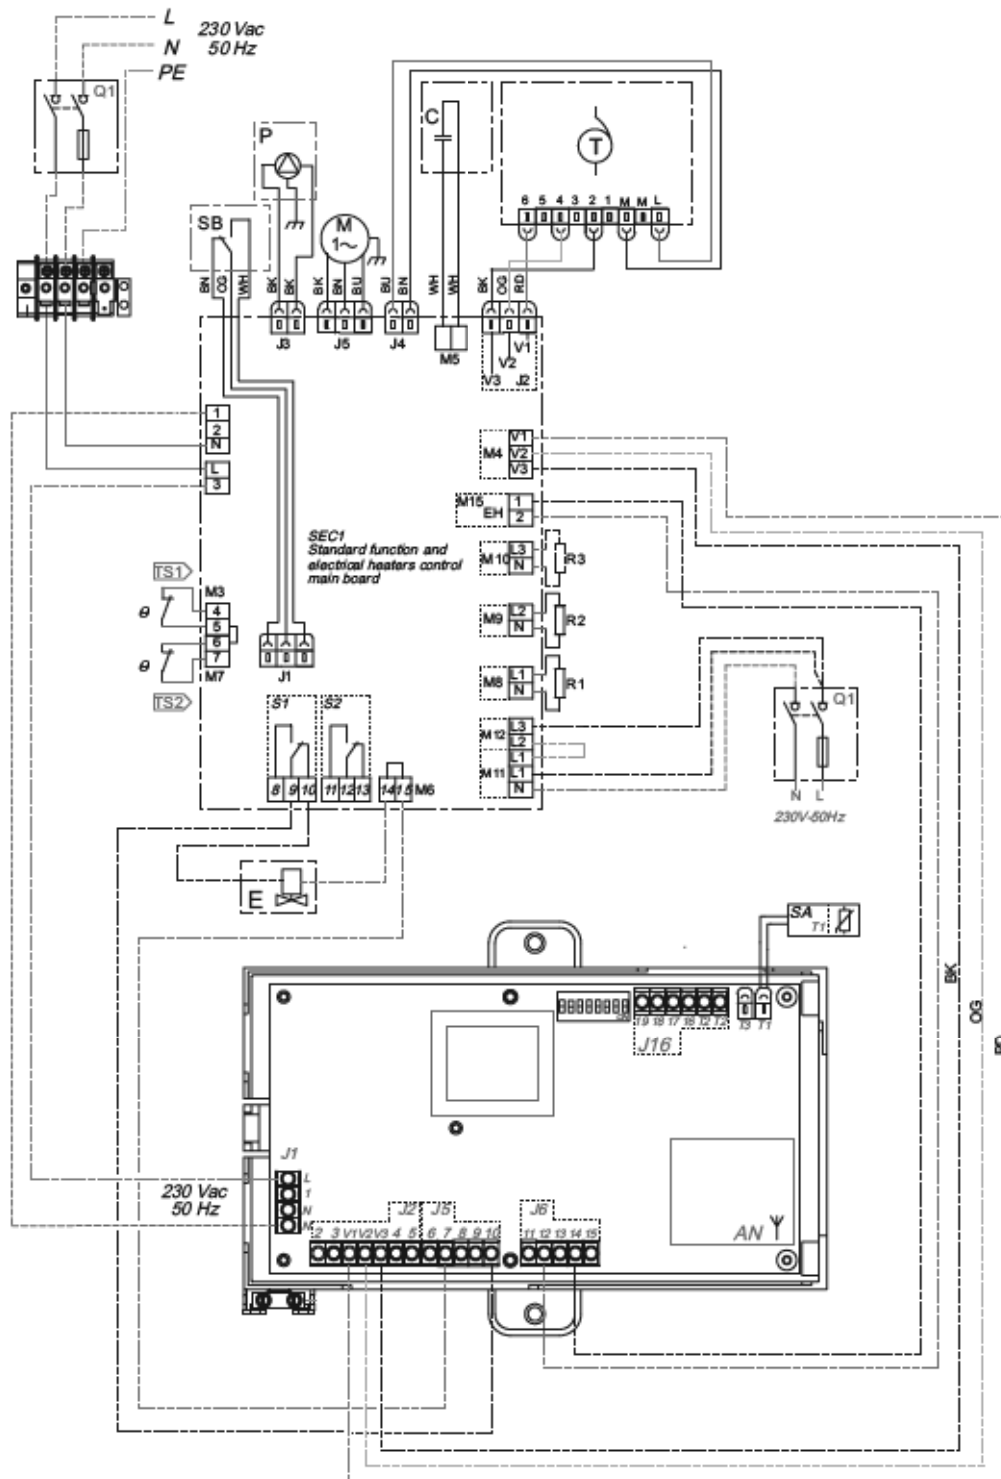 L
N
PE
230 Vac
50 Hz
Q1
P
C
T
SB
M
1~
6 5 4 3 2 1 M M L
BN OG WH
BK BK
BK BN BU
BU BN
WH WH
BK OG RD
J3
J5
J4
M5
V1
V2
V3
J2
1
2
N
L
3
M4
V1
V2
V3
M15
EH
1
2
SEC1
Standard function and
electrical heaters control
main board
M10
L3
N
R3
TS1
M3
θ
4
5
6
7
θ
M7
TS2
M9
L2
N
R2
J1
M8
L1
N
R1
S1
S2
M12
L3
L2
L1
M11
L1
N
Q1
8 9 10
11 12 13
14 15
M6
N L
230V-50Hz
E
SA
T1
BK
OG
T3
T1
J16
J1
L
1
N
N
230 Vac
50 Hz
J2
J5
J6
2 3 V1 V2 V3 4 5 6 7 8 9 10
11 12 13 14 15
AN